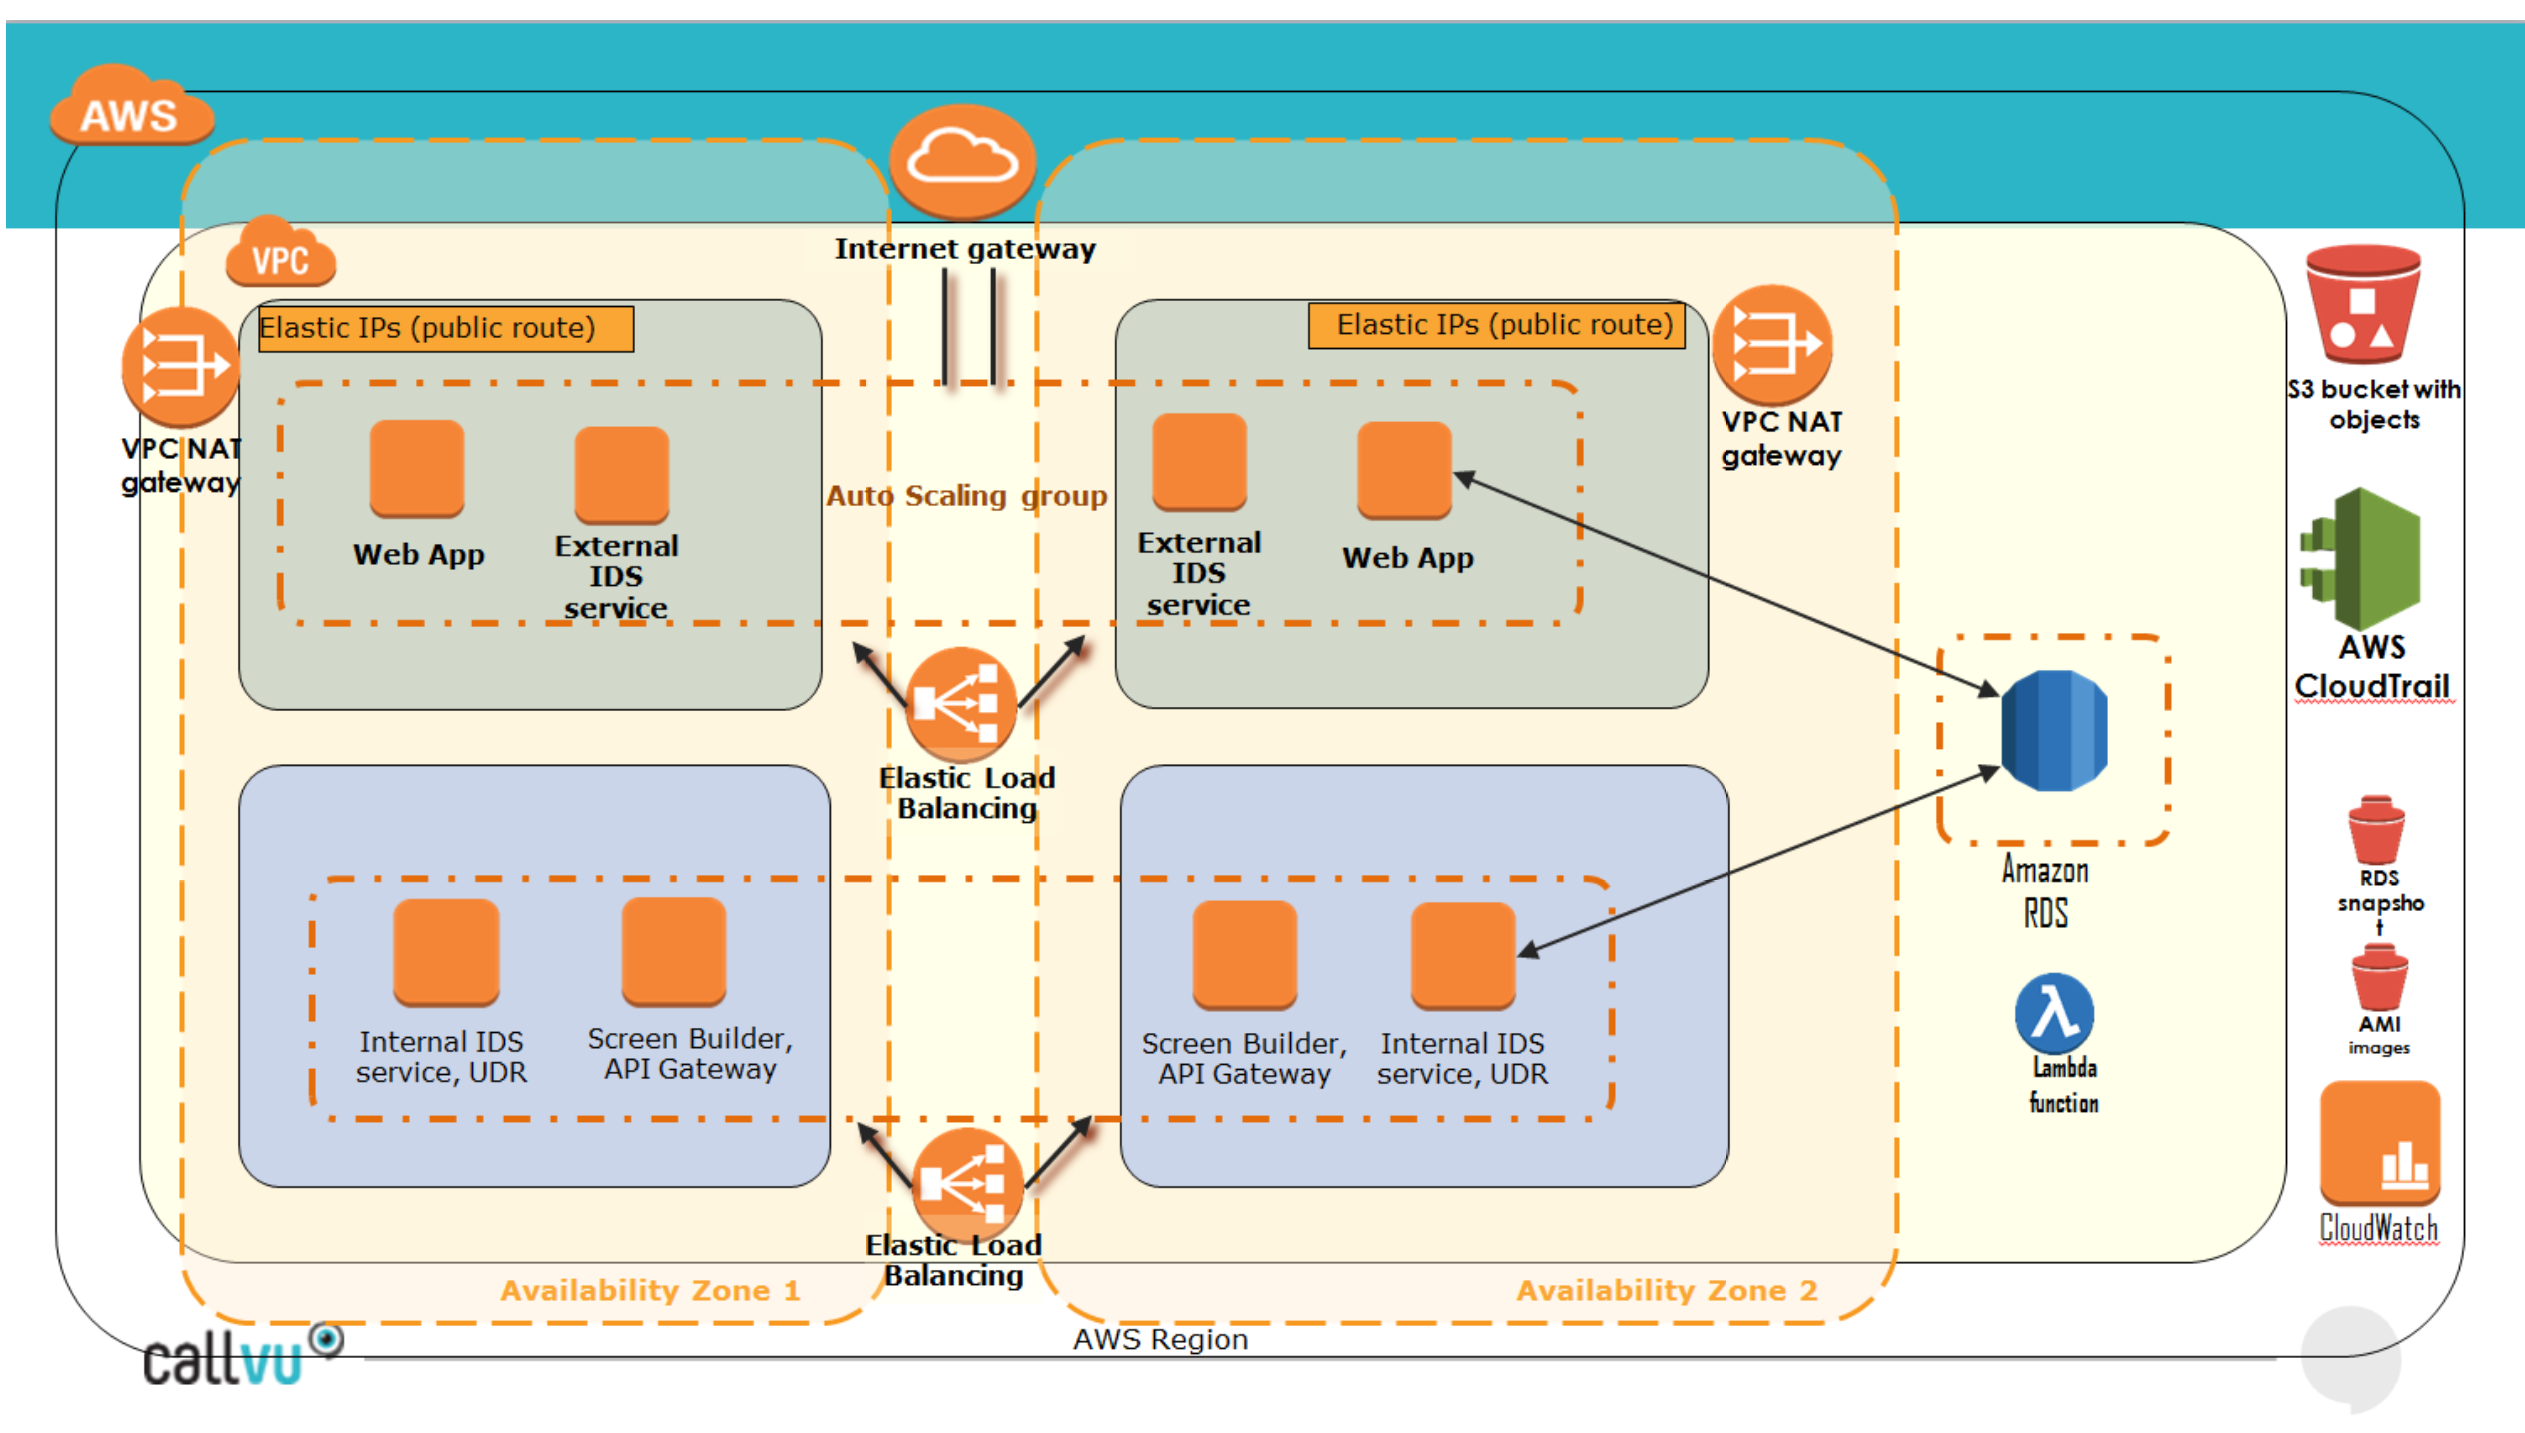 AWS
Internet gateway
VPC
Elastic IPs (public route)
Elastic IPs (public route)
VPC NAT
gateway
VPC NAT
gateway
S3 bucket with
objects
Auto Scaling group
Web App
External
IDS
service
External
IDS
service
Web App
AWS
CloudTrail
Elastic Load
Balancing
Amazon
RDS
RDS
snapsho
t
Internal IDS
service, UDR
Screen Builder,
API Gateway
Screen Builder,
API Gateway
Internal IDS
service, UDR
Lambda
function
AMI
images
CloudWatch
Elastic Load
Balancing
Availability Zone 1
Availability Zone 2
AWS Region
callvu